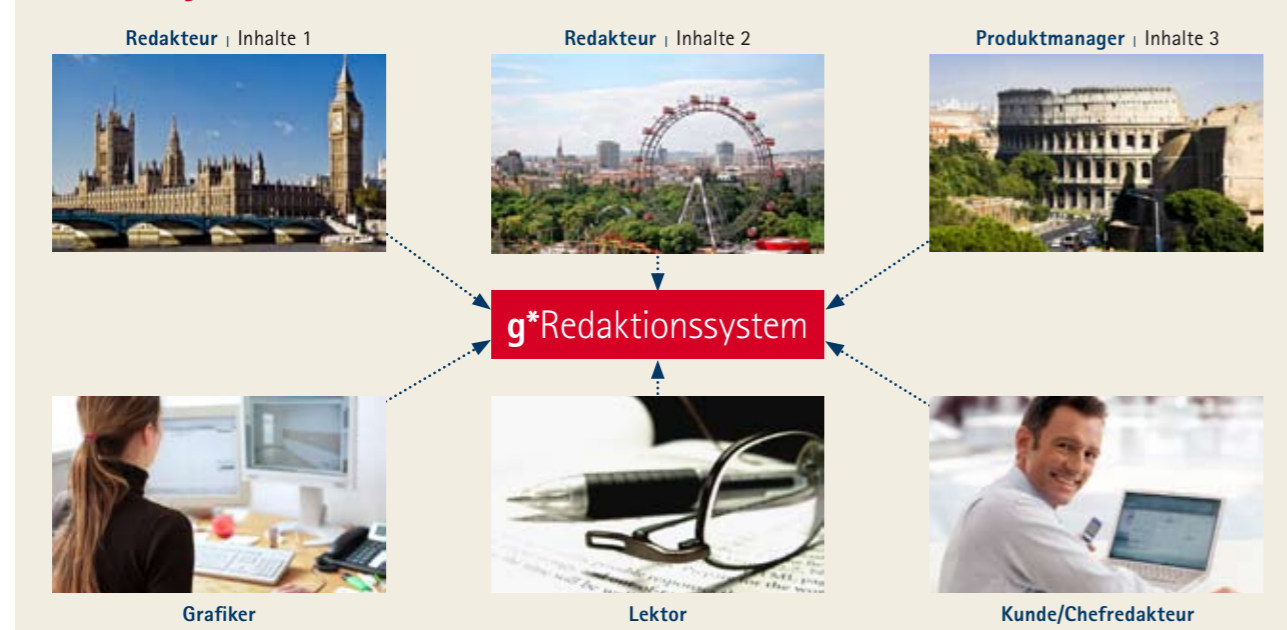 Redakteur | Inhalte 1
Redakteur | Inhalte 2
Produktmanager | Inhalte 3
g*Redaktionssystem
Grafiker
Lektor
Kunde/Chefredakteur